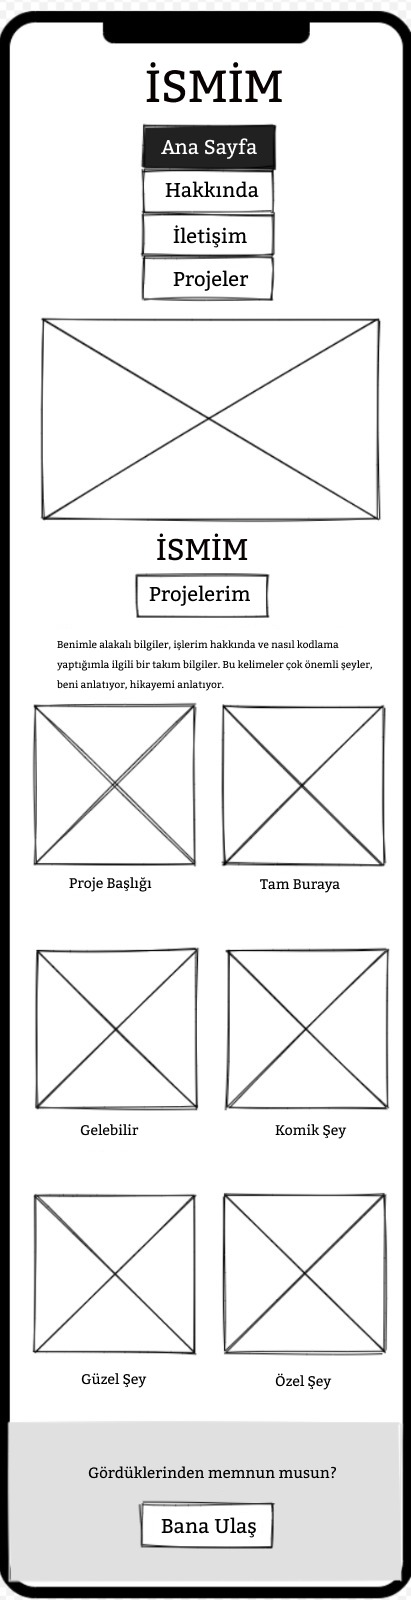 İSMİM
Ana Sayfa
Hakkında
İletişim
Projeler
İSMİM
Projelerim
Benimle alakalı bilgiler, işlerim hakkında ve nasıl kodlama
yaptığımla ilgili bir takım bilgiler. Bu kelimeler çok önemli şeyler,
beni anlatıyor, hikayemi anlatıyor.
Proje Başlığı
Tam Buraya
Gelebilir
Komik Şey
Güzel Şey
Özel Şey
Gördüklerinden memnun musun?
Bana Ulaş